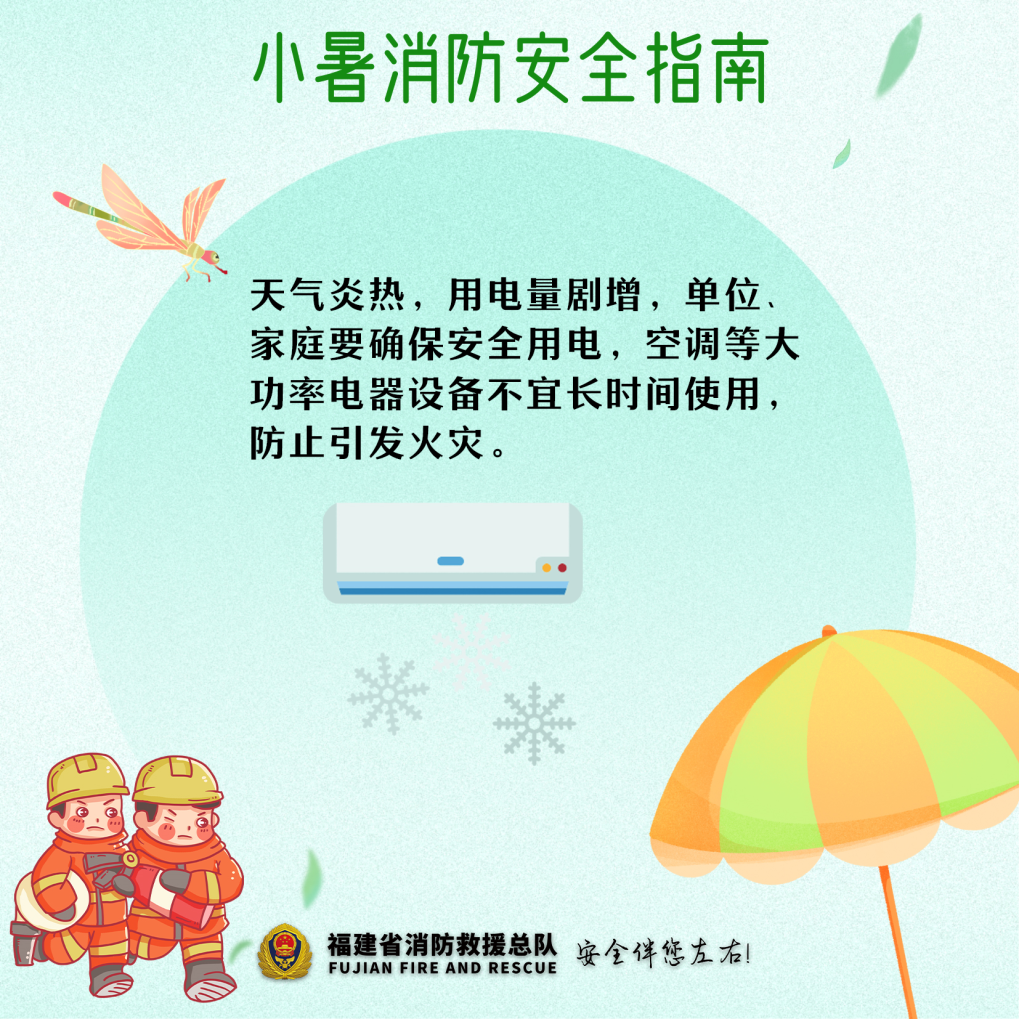 小暑消防安全指南
天气炎热，用电量剧增，单位、
家庭要确保安全用电，空调等大
功率电器设备不宜长时间使用，
防止引发火灾。
福建省消防救援总队
FUJIAN FIRE AND RESCUE
安全伴您左右！